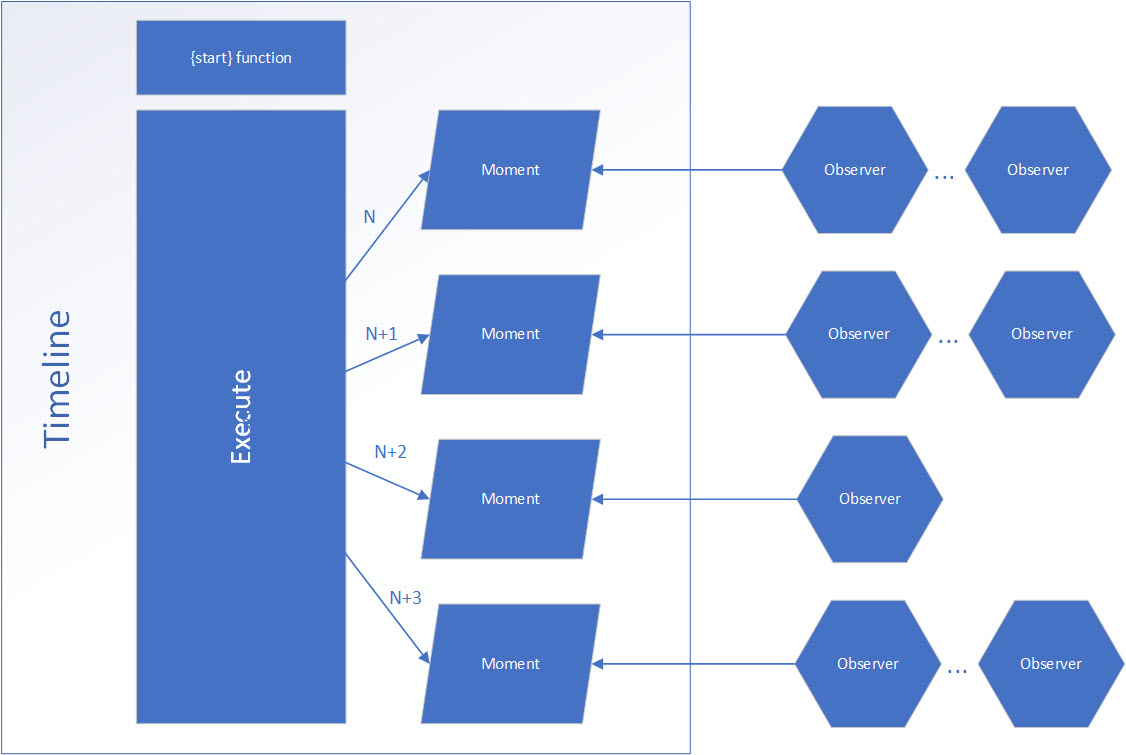 {start} function
Timeline
Execute
N
Moment
Observer
...
Observer
N+1
Moment
Observer
...
Observer
N+2
Moment
Observer
N+3
Moment
Observer
...
Observer